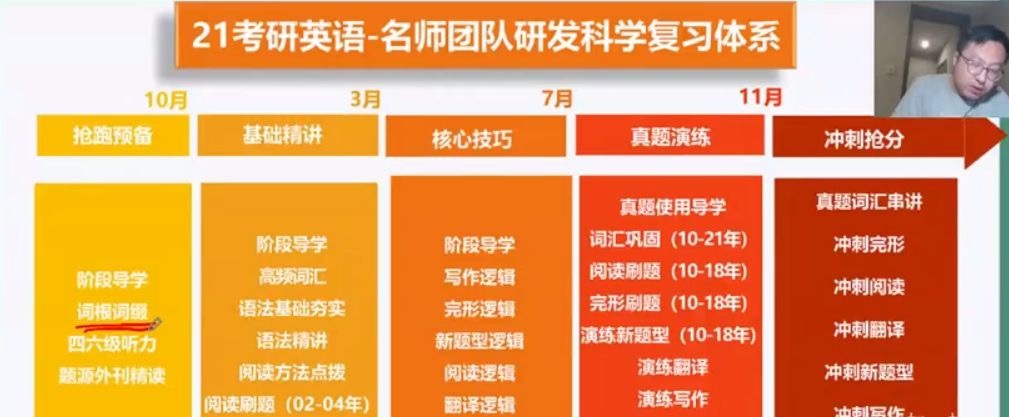 21考研英语-名师团队研发科学复习体系
10月
3月
7月
11月
抢跑预备
基础精讲
核心技巧
真题演练
冲刺抢分
阶段导学
词根词缀
四六级听力
题源外刊精读
阶段导学
高频词汇
语法基础夯实
语法精讲
阅读方法点拨
阅读刷题（02-04年）
阶段导学
写作逻辑
完形逻辑
新题型逻辑
阅读逻辑
翻译逻辑
真题使用导学
词汇巩固（10-21年）
阅读刷题（10-18年）
完形刷题（10-18年）
演练新题型（10-18年）
演练翻译
演练写作
真题词汇串讲
冲刺完形
冲刺阅读
冲刺翻译
冲刺新题型
冲刺写作